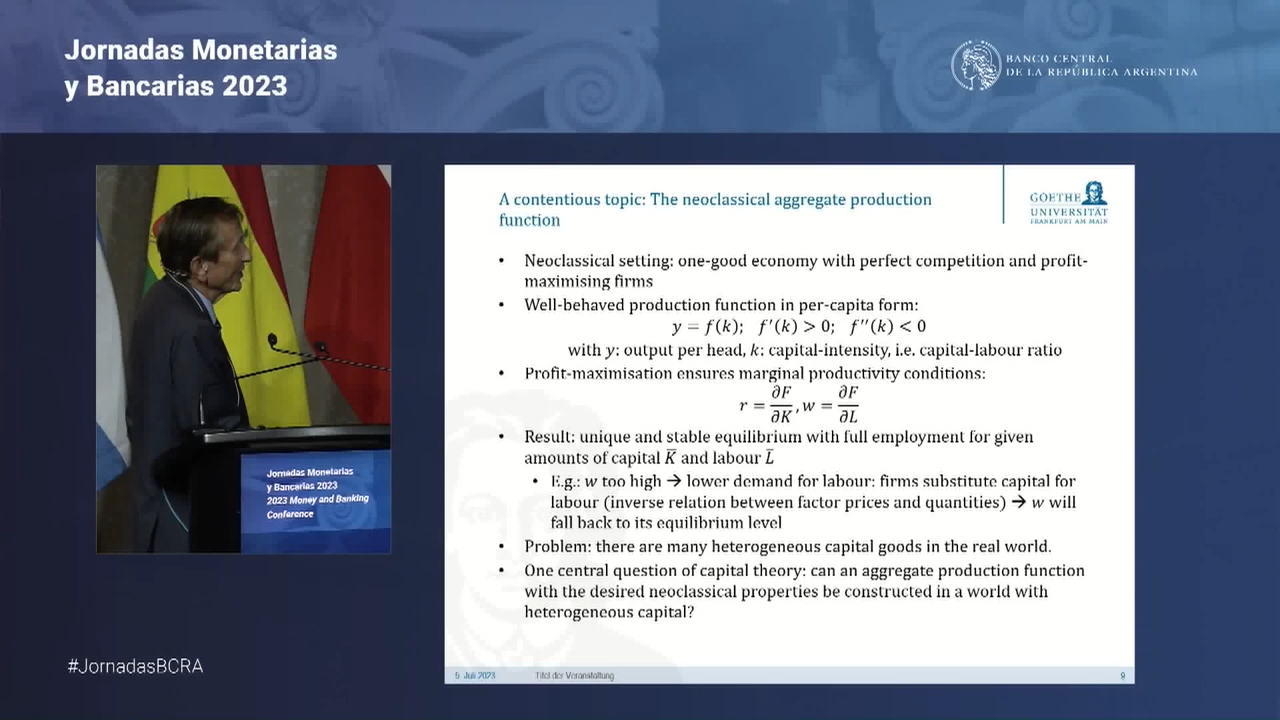 Jornadas Monetarias
y Bancarias 2023
BANCO CENTRAL
DE LA REPÚBLICA ARGENTINA
A contentious topic: The neoclassical aggregate production
function
GOETHE
UNIVERSITÄT
FRANKFURT AM MAIN
• Neoclassical setting: one-good economy with perfect competition and profit-
maximising firms
• Well-behaved production function in per-capita form:
y = f(k); f′(k) > 0; f″(k) < 0
with y: output per head, k: capital-intensity, i.e. capital-labour ratio
• Profit-maximisation ensures marginal productivity conditions:
r = ∂F/∂K, w = ∂F/∂L
• Result: unique and stable equilibrium with full employment for given
amounts of capital K̄ and labour L̄
• E.g.: w too high → lower demand for labour: firms substitute capital for
labour (inverse relation between factor prices and quantities) → w will
fall back to its equilibrium level
• Problem: there are many heterogeneous capital goods in the real world.
• One central question of capital theory: can an aggregate production function
with the desired neoclassical properties be constructed in a world with
heterogeneous capital?
5. Juli 2023
Titel der Veranstaltung
9
Jornadas Monetarias
y Bancarias 2023
2023 Money and Banking
Conference
#JornadasBCRA